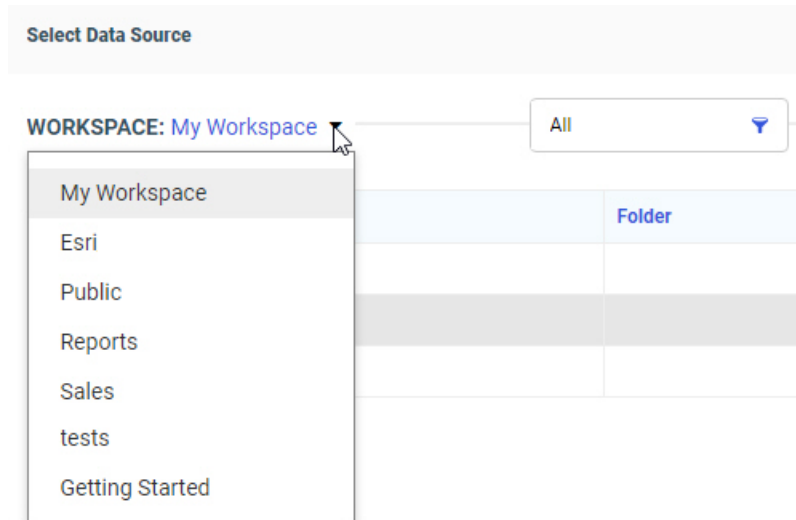 Select Data Source
WORKSPACE: My Workspace
All
My Workspace
Folder
Esri
Public
Reports
Sales
tests
Getting Started